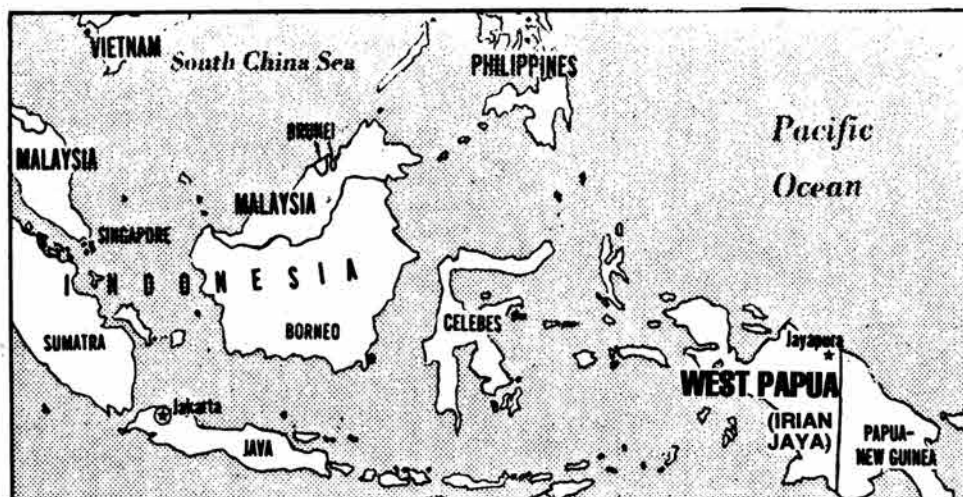 VIETNAM
South China Sea
PHILIPPINES
Pacific
Ocean
BRUNEI
MALAYSIA
MALAYSIA
SINGAPORE
INDONESIA
SUMATRA
BORNEO
CELEBES
Jayapura
WEST PAPUA
(IRIAN
JAYA)
Jakarta
JAVA
PAPUA-
NEW GUINEA